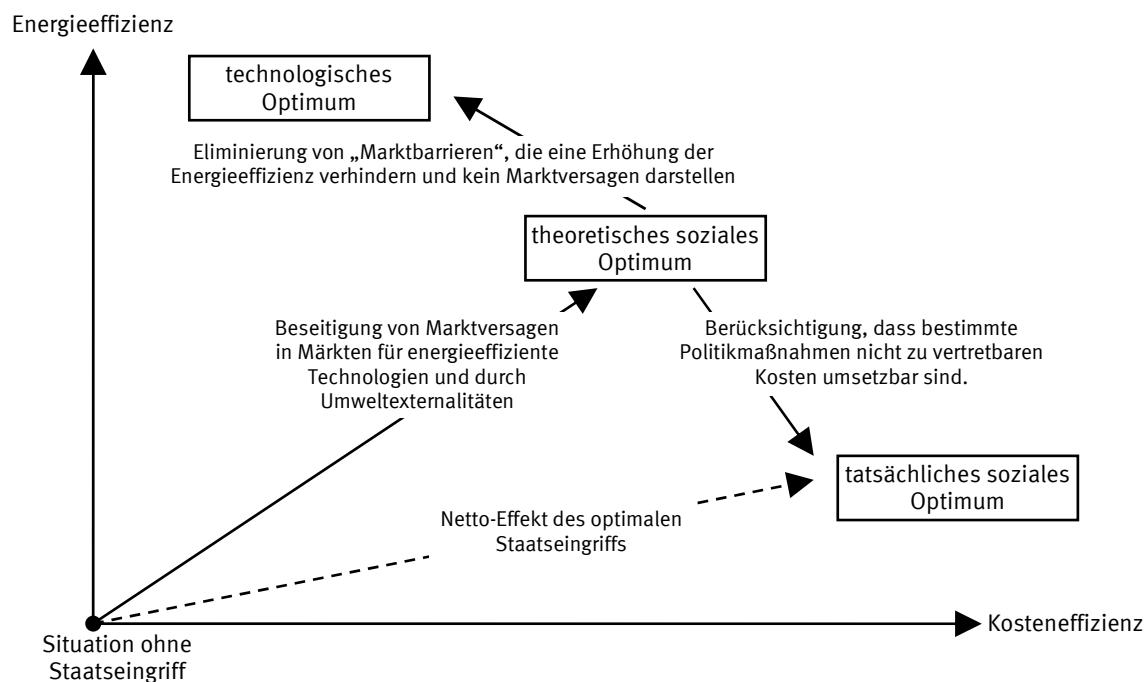 Energieeffizienz
technologisches
Optimum
Eliminierung von „Marktbarrieren“, die eine Erhöhung der
Energieeffizienz verhindern und kein Marktversagen darstellen
theoretisches soziales
Optimum
Beseitigung von Marktversagen
in Märkten für energieeffiziente
Technologien und durch
Umweltexternalitäten
Berücksichtigung, dass bestimmte
Politikmaßnahmen nicht zu vertretbaren
Kosten umsetzbar sind.
tatsächliches soziales
Optimum
Netto-Effekt des optimalen
Staatseingriffs
Kosteneffizienz
Situation ohne
Staatseingriff